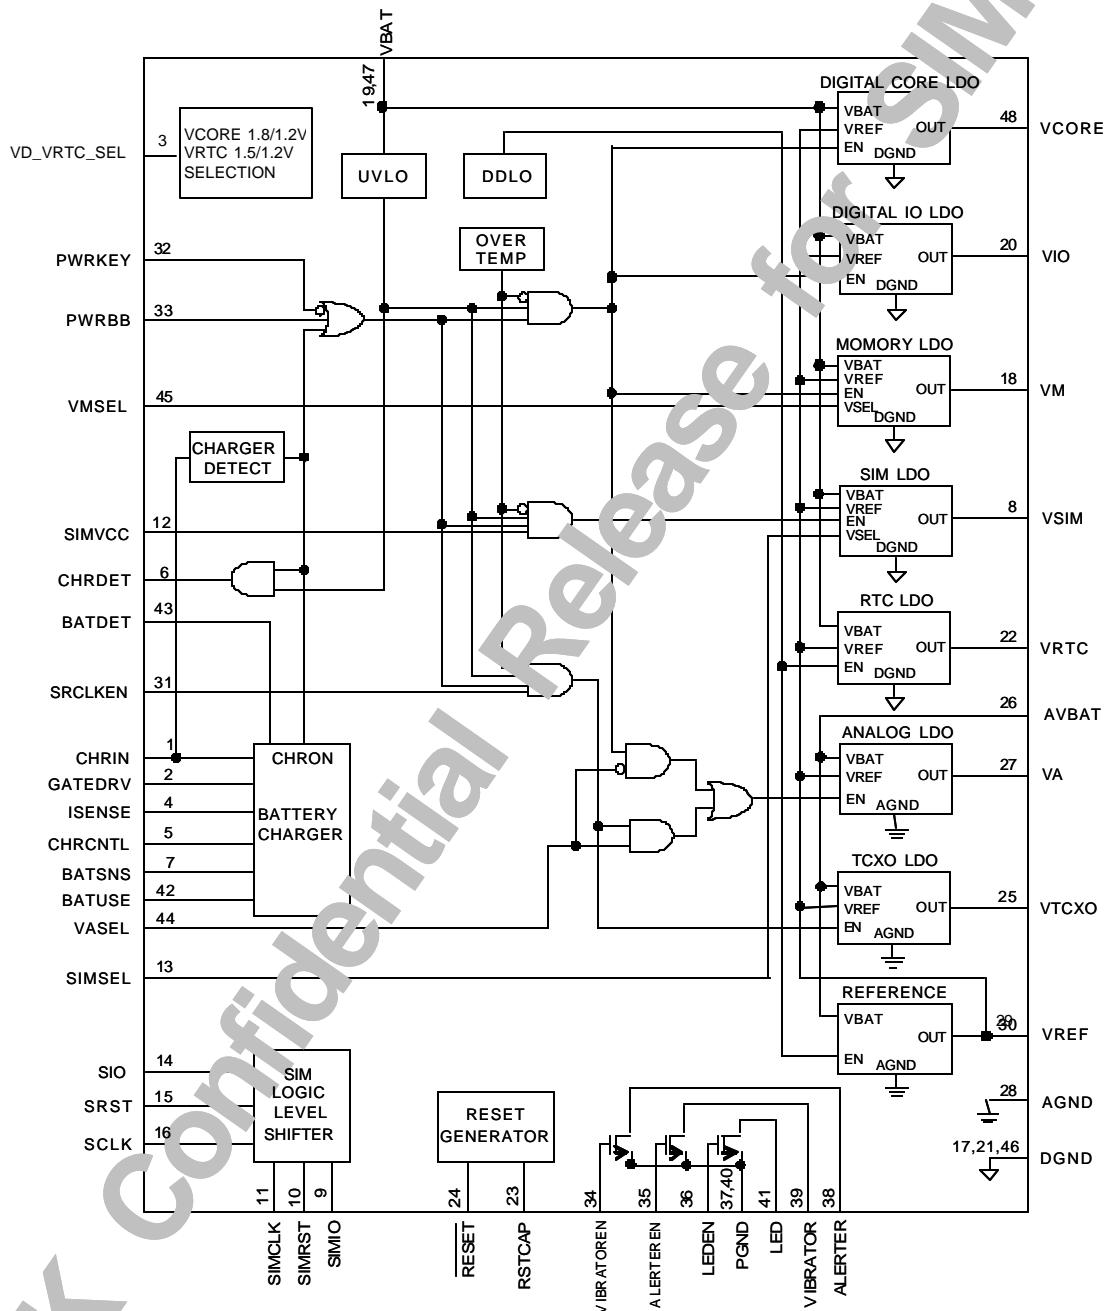 VBAT
19,47
VD_VRTC_SEL
3
VCORE 1.8/1.2V
VRTC 1.5/1.2V
SELECTION
UVLO
DDLO
OVER
TEMP
DIGITAL CORE LDO
VBAT
VREF
EN
OUT
DGND
48
VCORE
DIGITAL IO LDO
VBAT
VREF
EN
OUT
DGND
20
VIO
PWRKEY
32
PWRBB
33
MOMORY LDO
VBAT
VREF
EN
VSEL
OUT
DGND
18
VM
VMSEL
45
CHARGER
DETECT
SIM LDO
VBAT
VREF
EN
VSEL
OUT
DGND
8
VSIM
SIMVCC
12
CHRDET
6
BATDET
43
RTC LDO
VBAT
VREF
EN
OUT
DGND
22
VRTC
SRCLKEN
31
26
AVBAT
ANALOG LDO
VBAT
VREF
EN
OUT
AGND
27
VA
CHRIN
1
GATEDRV
2
ISENSE
4
CHRCNTL
5
BATSNS
7
BATUSE
42
VASEL
44
CHRON
BATTERY
CHARGER
TCXO LDO
VBAT
VREF
EN
OUT
AGND
25
VTCXO
SIMSEL
13
REFERENCE
VBAT
EN
OUT
AGND
29
30
VREF
SIO
14
SRST
15
SCLK
16
SIM
LOGIC
LEVEL
SHIFTER
RESET
GENERATOR
28
AGND
17,21,46
DGND
11
10
9
24
23
34
35
36
37,40
41
39
38
SIMCLK
SIMRST
SIMIO
RESET
RSTCAP
VIBRATOREN
ALERTEREN
LEDEN
PGND
LED
VIBRATOR
ALERTER
K Confidential Release for SIM